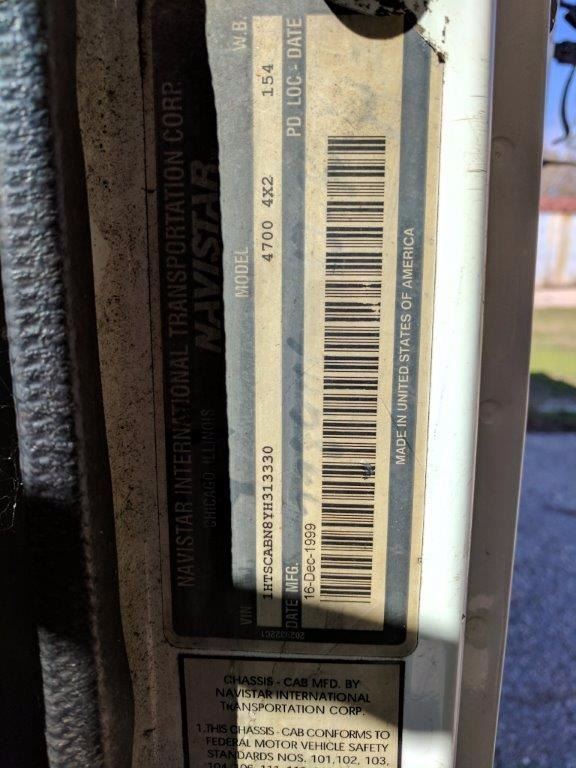 NAVISTAR INTERNATIONAL TRANSPORTATION CORP.
CHICAGO, ILLINOIS
NAVISTAR
VIN MODEL W.B.
1HTSCABN8YH313330 4700 4X2 154
DATE MFG. PD LOC - DATE
16-Dec-1999
MADE IN UNITED STATES OF AMERICA
CHASSIS - CAB MFD. BY
NAVISTAR INTERNATIONAL
TRANSPORTATION CORP.
1.THIS CHASSIS - CAB CONFORMS TO
FEDERAL MOTOR VEHICLE SAFETY
STANDARDS NOS. 101,102, 103,